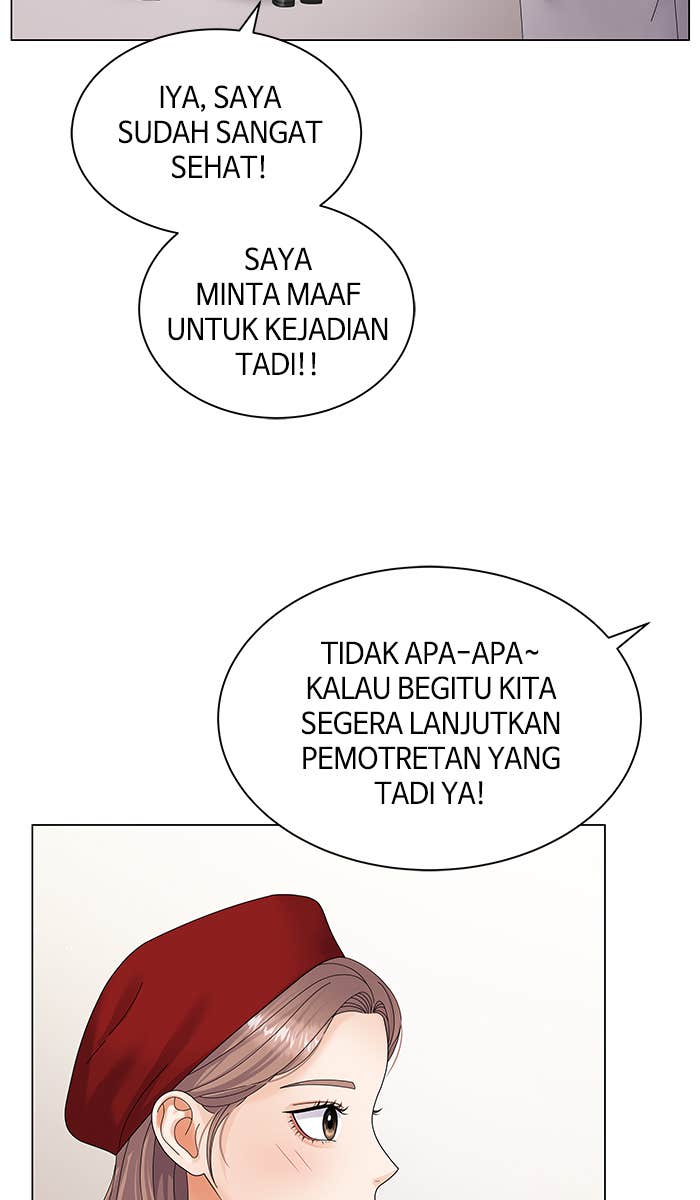 IYA, SAYA
SUDAH SANGAT
SEHAT!
SAYA
MINTA MAAF
UNTUK KEJADIAN
TADI!!
TIDAK APA-APA~
KALAU BEGITU KITA
SEGERA LANJUTKAN
PEMOTRETAN YANG
TADI YA!